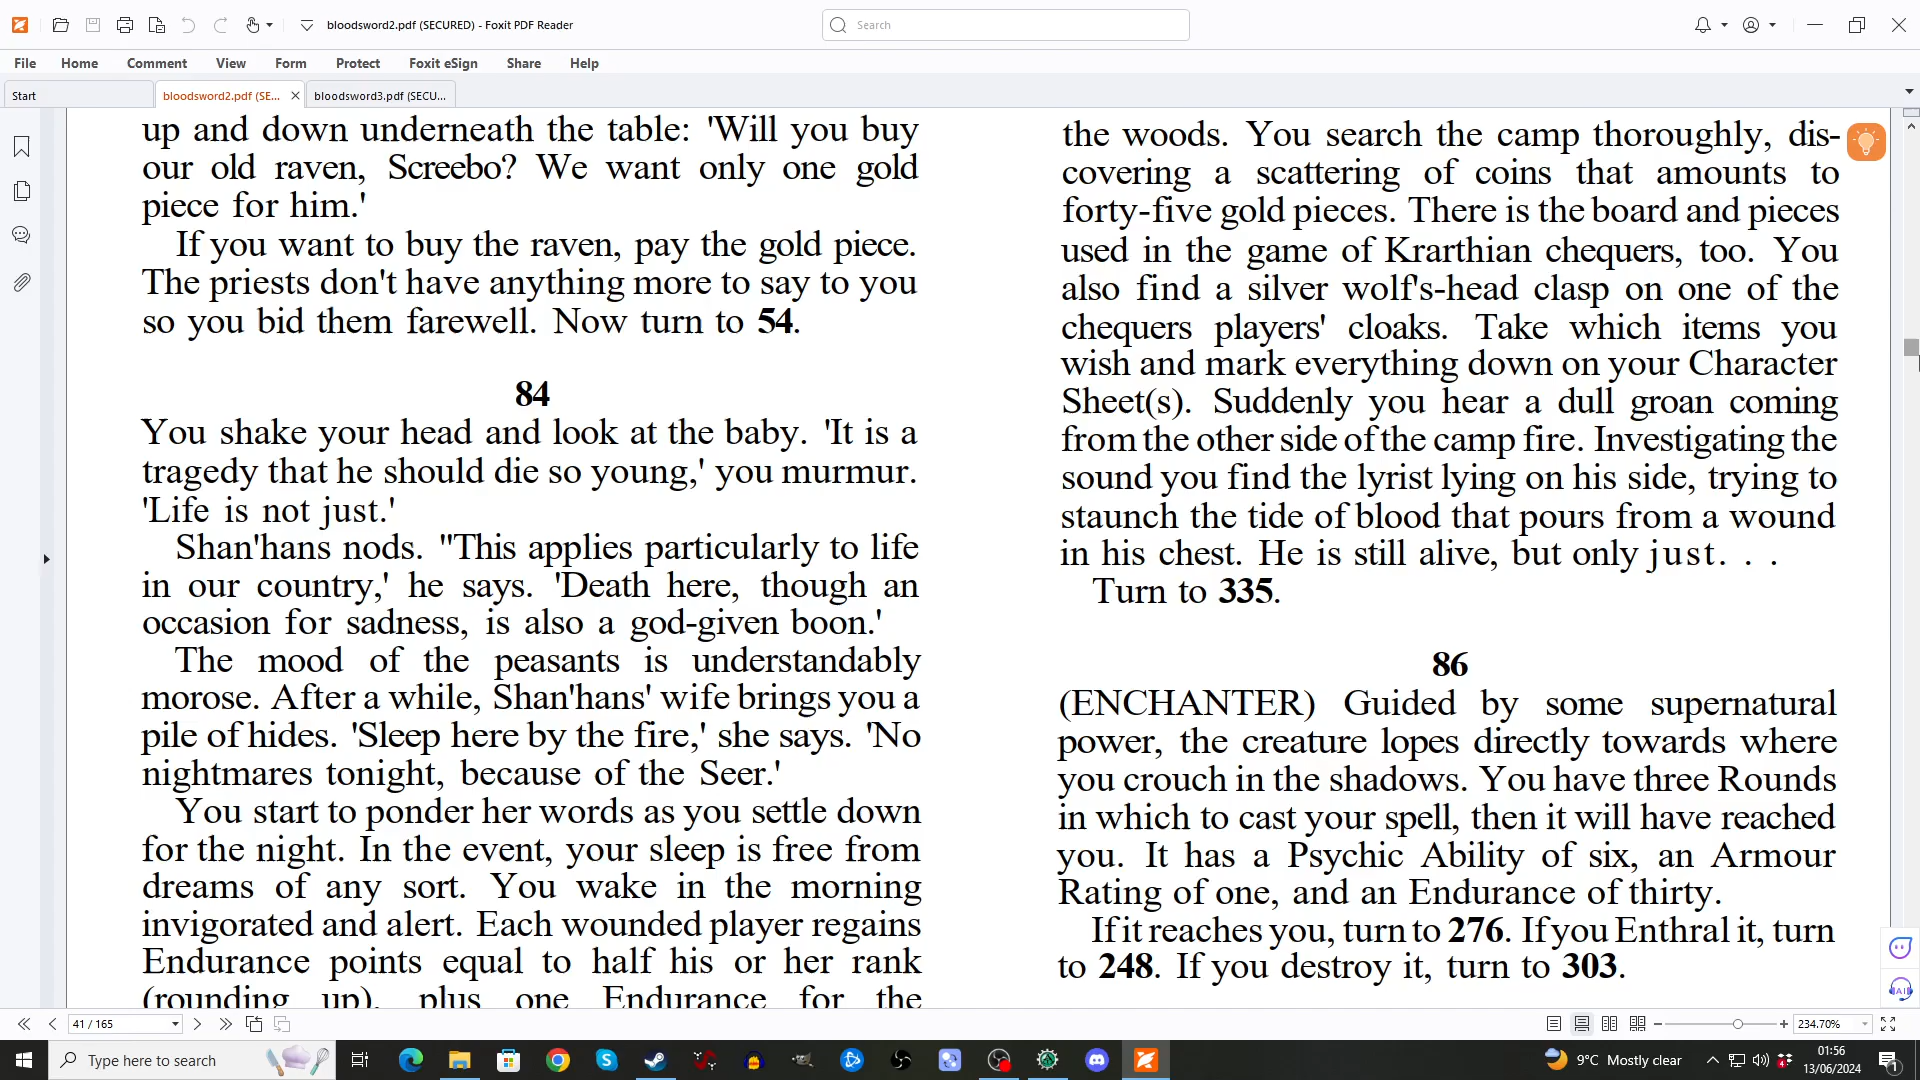 bloodsword2.pdf (SECURED) - Foxit PDF Reader
Search
File Home Comment View Form Protect Foxit eSign Share Help
Start
bloodsword2.pdf (SE...
bloodsword3.pdf (SECU...
up and down underneath the table: 'Will you buy
our old raven, Screebo? We want only one gold
piece for him.'
If you want to buy the raven, pay the gold piece.
The priests don't have anything more to say to you
so you bid them farewell. Now turn to 54.
84
You shake your head and look at the baby. 'It is a
tragedy that he should die so young,' you murmur.
'Life is not just.'
Shan'hans nods. "This applies particularly to life
in our country,' he says. 'Death here, though an
occasion for sadness, is also a god-given boon.'
The mood of the peasants is understandably
morose. After a while, Shan'hans' wife brings you a
pile of hides. 'Sleep here by the fire,' she says. 'No
nightmares tonight, because of the Seer.'
You start to ponder her words as you settle down
for the night. In the event, your sleep is free from
dreams of any sort. You wake in the morning
invigorated and alert. Each wounded player regains
Endurance points equal to half his or her rank
(rounding up), plus one Endurance for the
the woods. You search the camp thoroughly, dis-
covering a scattering of coins that amounts to
forty-five gold pieces. There is the board and pieces
used in the game of Krarthian chequers, too. You
also find a silver wolf's-head clasp on one of the
chequers players' cloaks. Take which items you
wish and mark everything down on your Character
Sheet(s). Suddenly you hear a dull groan coming
from the other side of the camp fire. Investigating the
sound you find the lyrist lying on his side, trying to
staunch the tide of blood that pours from a wound
in his chest. He is still alive, but only just. . .
Turn to 335.
86
(ENCHANTER) Guided by some supernatural
power, the creature lopes directly towards where
you crouch in the shadows. You have three Rounds
in which to cast your spell, then it will have reached
you. It has a Psychic Ability of six, an Armour
Rating of one, and an Endurance of thirty.
If it reaches you, turn to 276. If you Enthral it, turn
to 248. If you destroy it, turn to 303.
41 / 165
234.70%
Type here to search
9°C Mostly clear
01:56
13/06/2024
1
AI